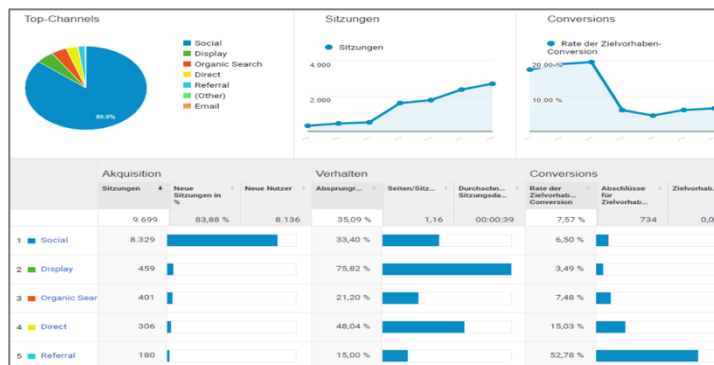 Top-Channels
Social
Display
Organic Search
Direct
Referral
(Other)
Email
85,9%
Sitzungen
Sitzungen
4.000
2.000
Conversions
Rate der Zielvorhaben-
Conversion
20.00 %
10.00 %
Akquisition Verhalten Conversions
Sitzungen Neue Sitzungen in % Neue Nutzer Absprungr... Seiten/Sitz... Durchschn... Sitzungsda... Rate der Zielvorhab... Conversion Abschlüsse für Zielvorhab... Zielvorhab.
9.699 83,88 % 8.136 35,09 % 1,16 00:00:39 7,57 % 734 0,0
1 Social 8.329 33,40 % 6,50 %
2 Display 459 75,82 % 3,49 %
3 Organic Sear 401 21,20 % 7,48 %
4 Direct 306 48,04 % 15,03 %
5 Referral 180 15,00 % 52,78 %